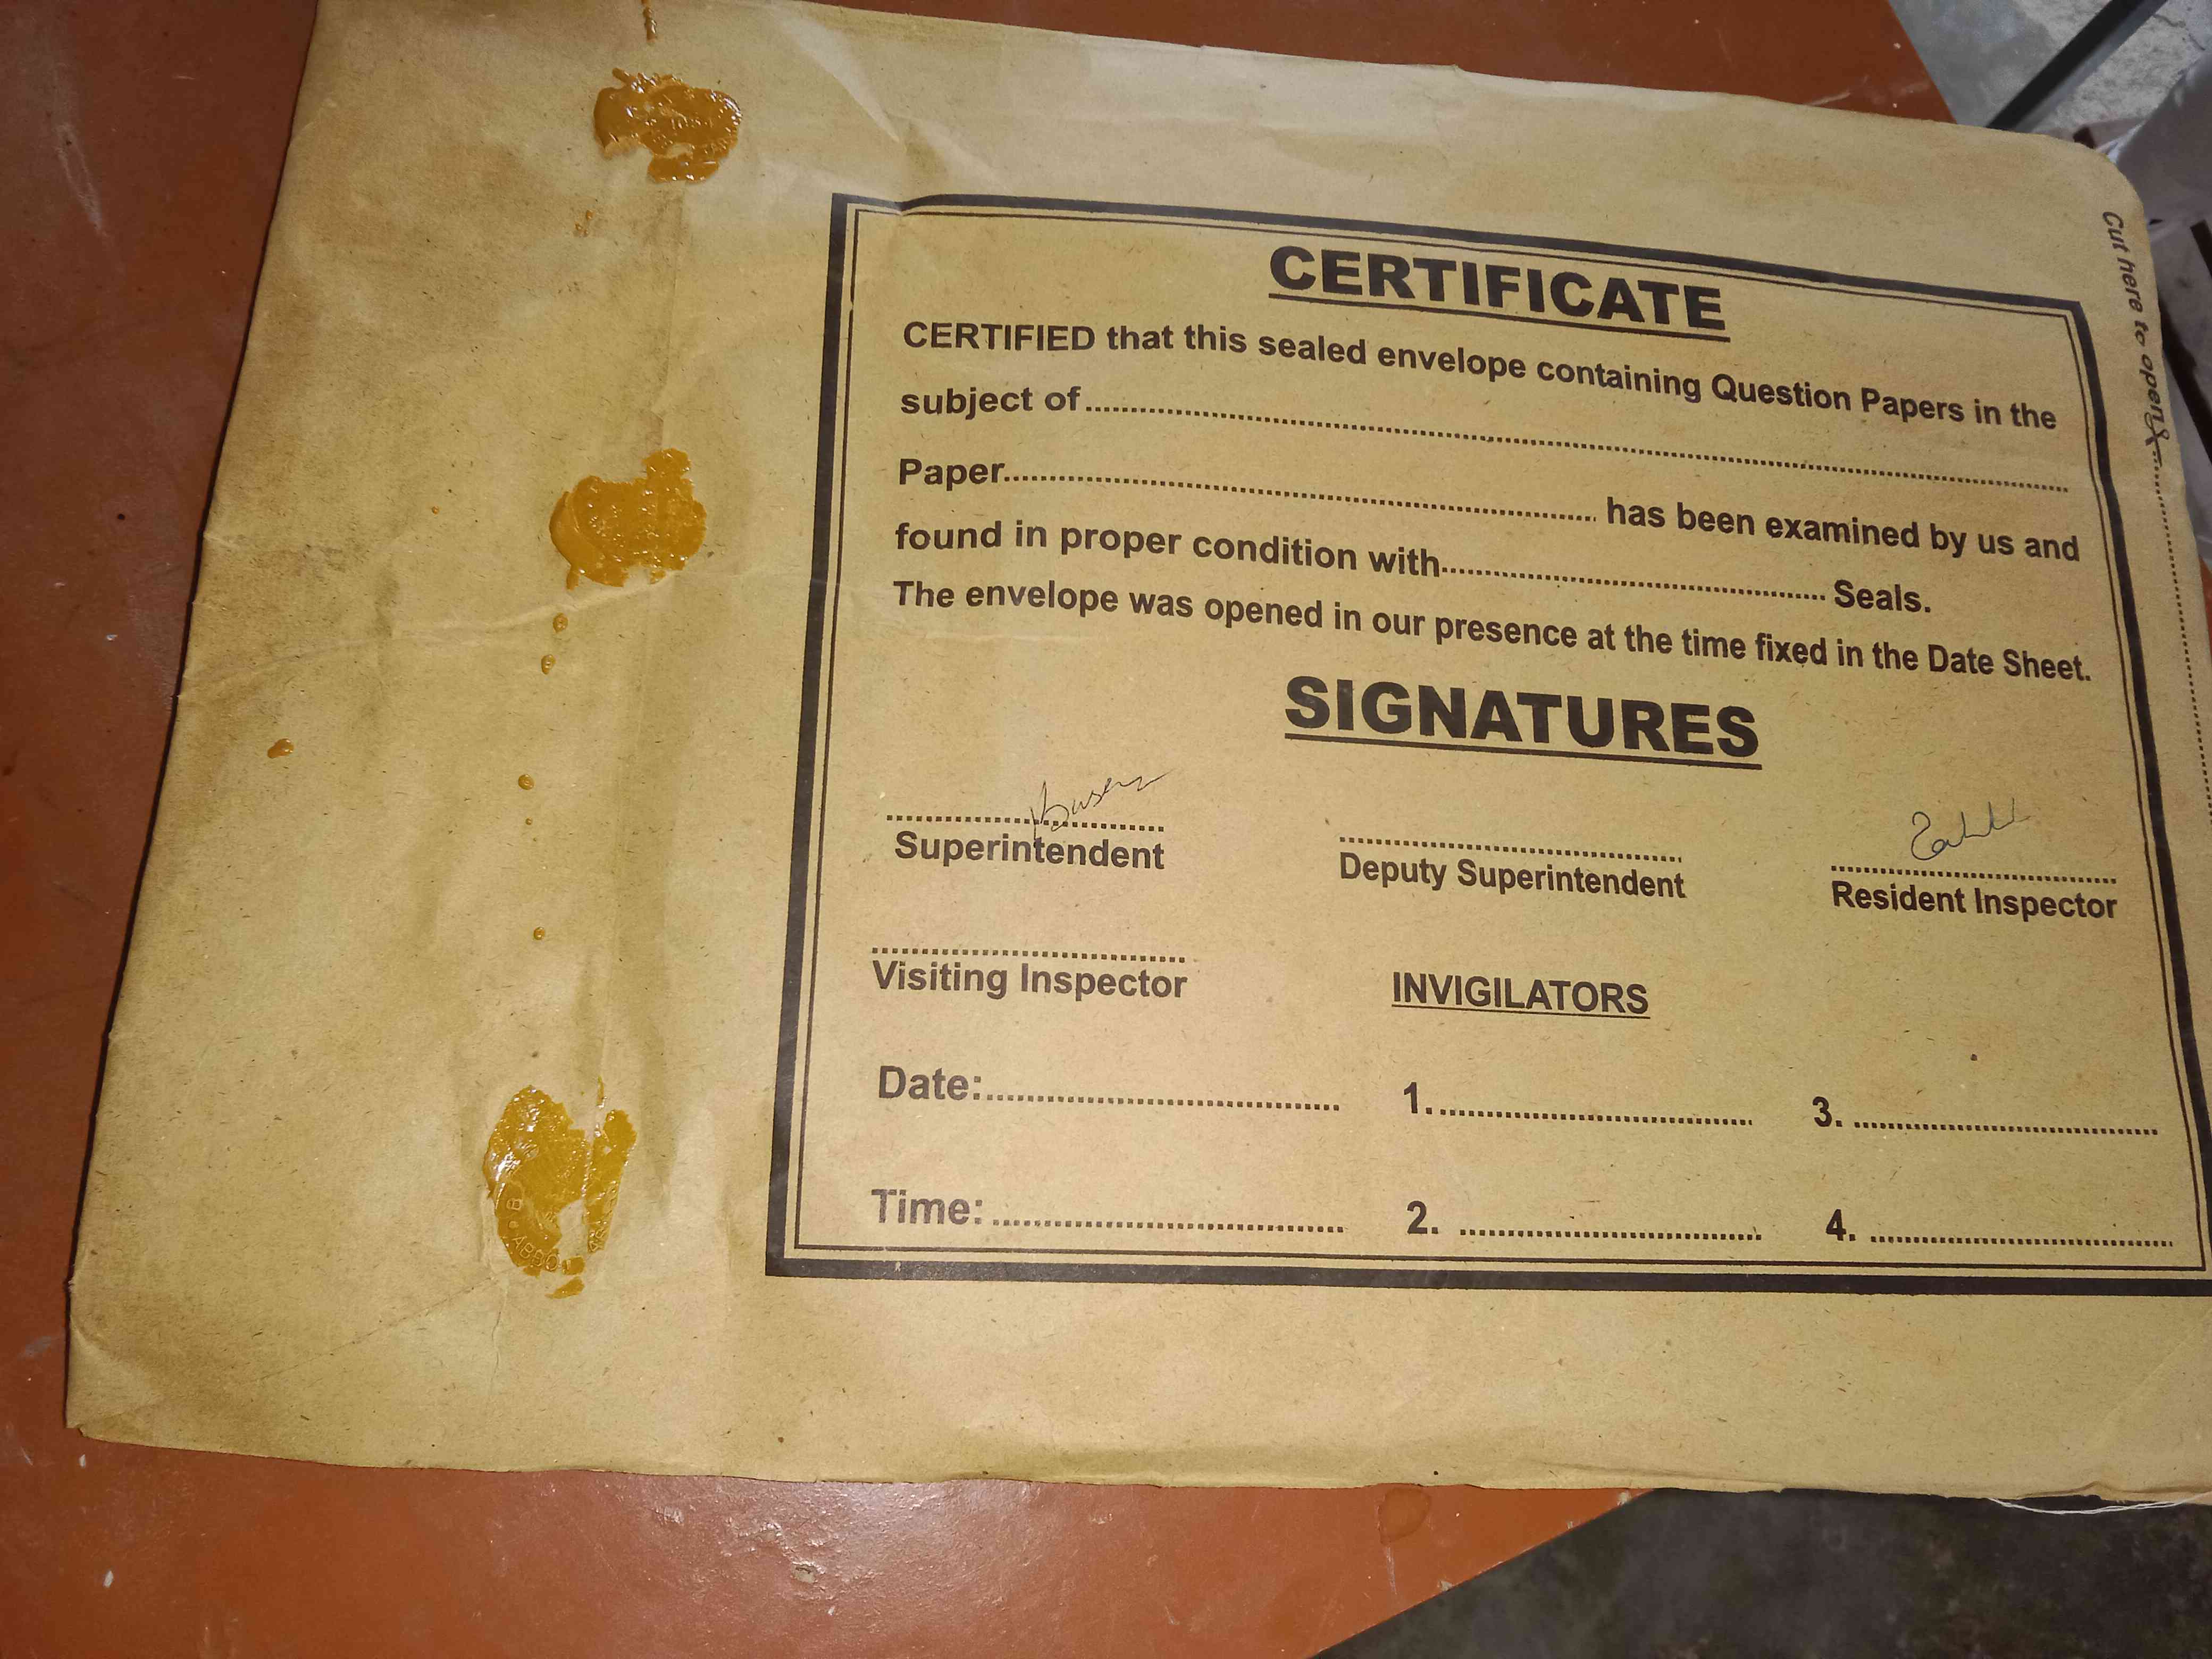 CERTIFICATE
CERTIFIED that this sealed envelope containing Question Papers in the
subject of................................................................
Paper........................................ has been examined by us and
found in proper condition with.............................. Seals.
The envelope was opened in our presence at the time fixed in the Date Sheet.
SIGNATURES
Superintendent Deputy Superintendent Resident Inspector
Visiting Inspector INVIGILATORS
Date:.............................. 1............................... 3. ..............................
Time: .............................. 2. .............................. 4. ..............................
Cut here to open